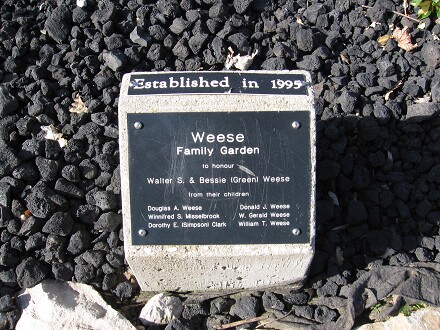 Established in 1995
Weese
Family Garden
to honour
Walter S. & Bessie (Green) Weese
from their children
Douglas A. Weese
Winnifred S. Misselbrook
Dorothy E. (Simpson) Clark
Donald J. Weese
W. Gerald Weese
William T. Weese